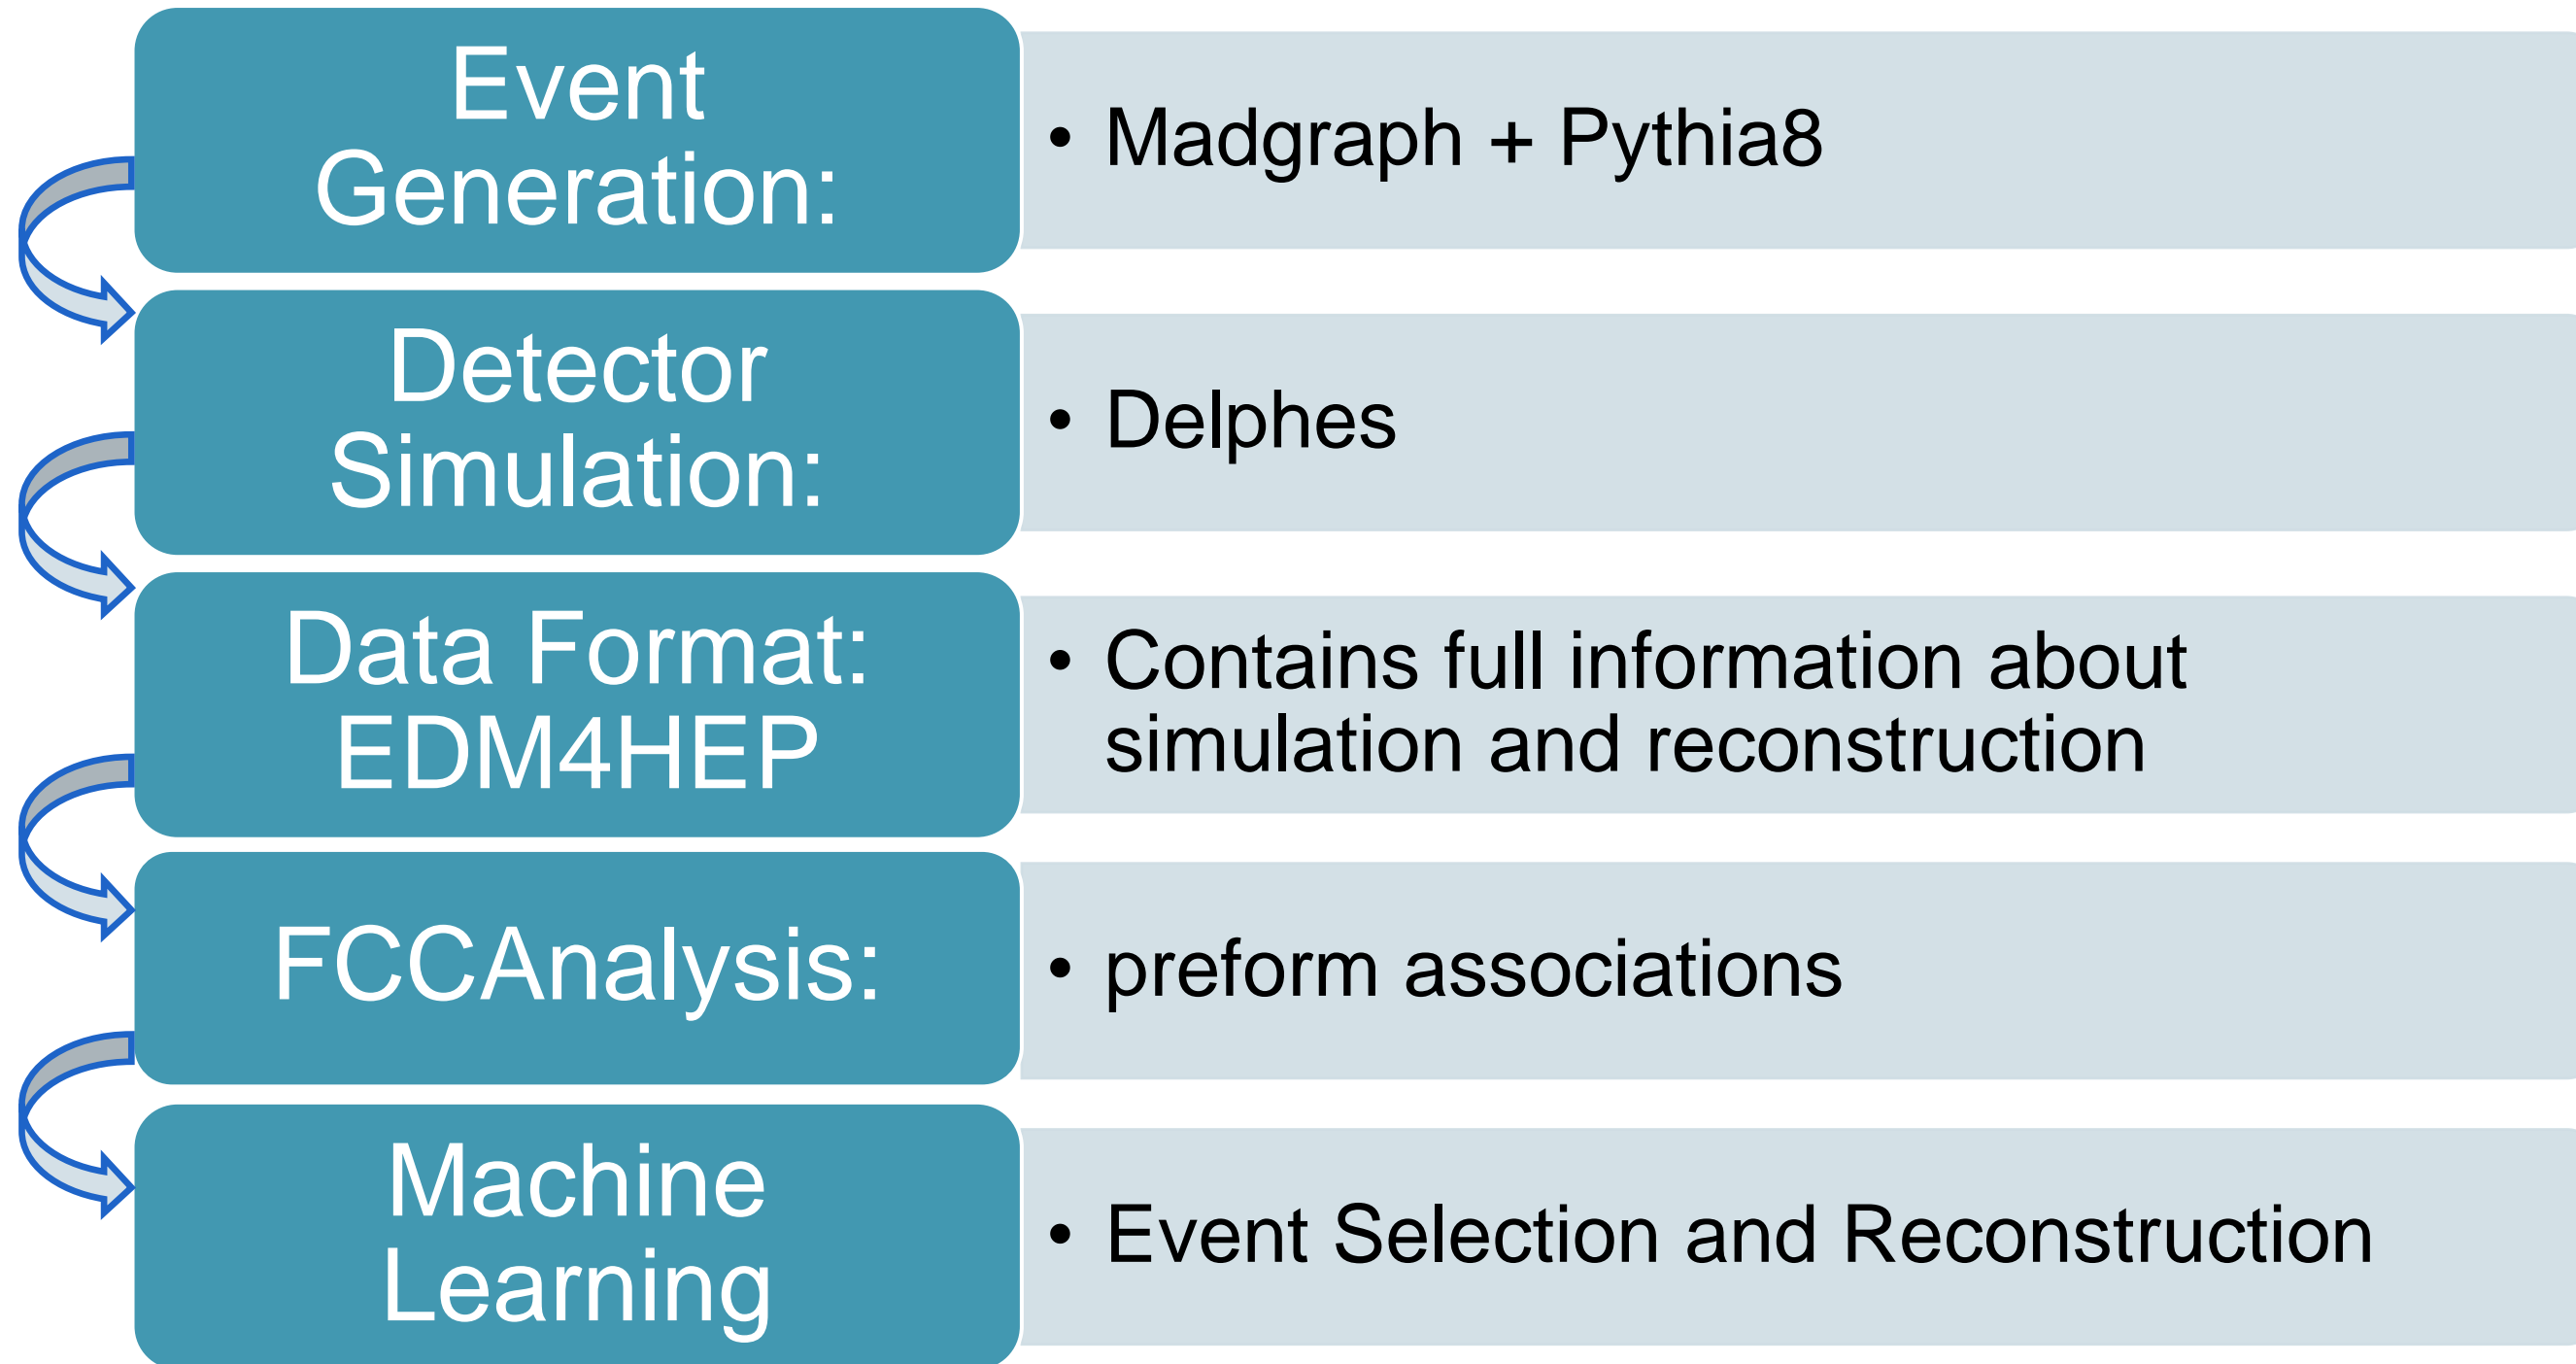 Event
Generation:
• Madgraph + Pythia8
Detector
Simulation:
• Delphes
Data Format:
EDM4HEP
• Contains full information about
simulation and reconstruction
FCCAnalysis:
• preform associations
Machine
Learning
• Event Selection and Reconstruction